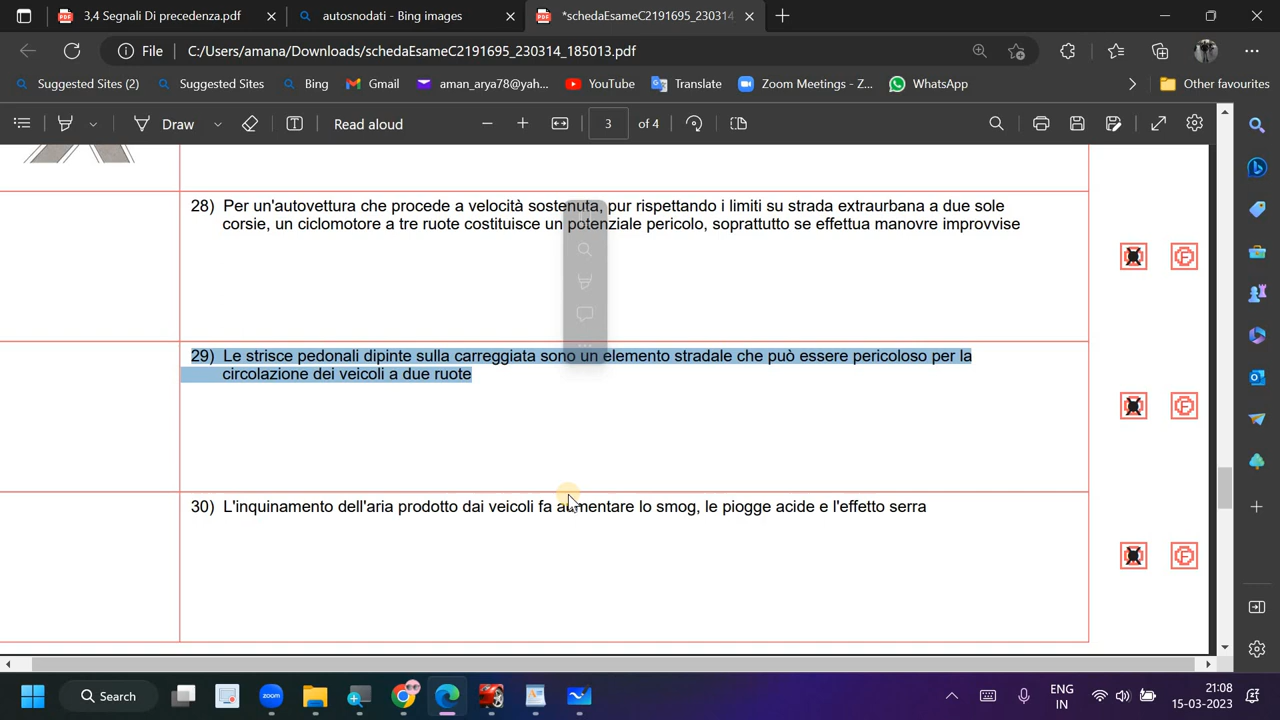 3,4 Segnali Di precedenza.pdf
autosnodati - Bing images
*schedaEsameC2191695_230314
File
C:/Users/amana/Downloads/schedaEsameC2191695_230314_185013.pdf
Suggested Sites (2)
Suggested Sites
Bing
Gmail
aman_arya78@yah...
YouTube
Translate
Zoom Meetings - Z...
WhatsApp
Other favourites
Draw
Read aloud
3
of 4
28) Per un'autovettura che procede a velocità sostenuta, pur rispettando i limiti su strada extraurbana a due sole
corsie, un ciclomotore a tre ruote costituisce un potenziale pericolo, soprattutto se effettua manovre improvvise
F
29) Le strisce pedonali dipinte sulla carreggiata sono un elemento stradale che può essere pericoloso per la
circolazione dei veicoli a due ruote
F
30) L'inquinamento dell'aria prodotto dai veicoli fa aumentare lo smog, le piogge acide e l'effetto serra
F
Search
zoom
ENG
IN
21:08
15-03-2023